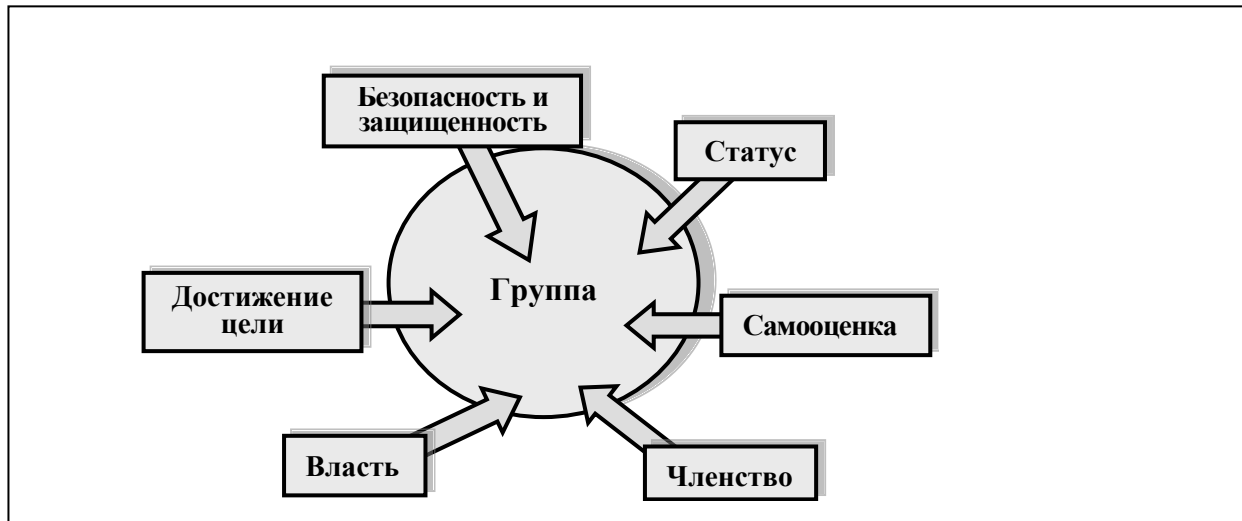 Безопасность и
защищенность
Статус
Достижение
цели
Группа
Самооценка
Власть
Членство